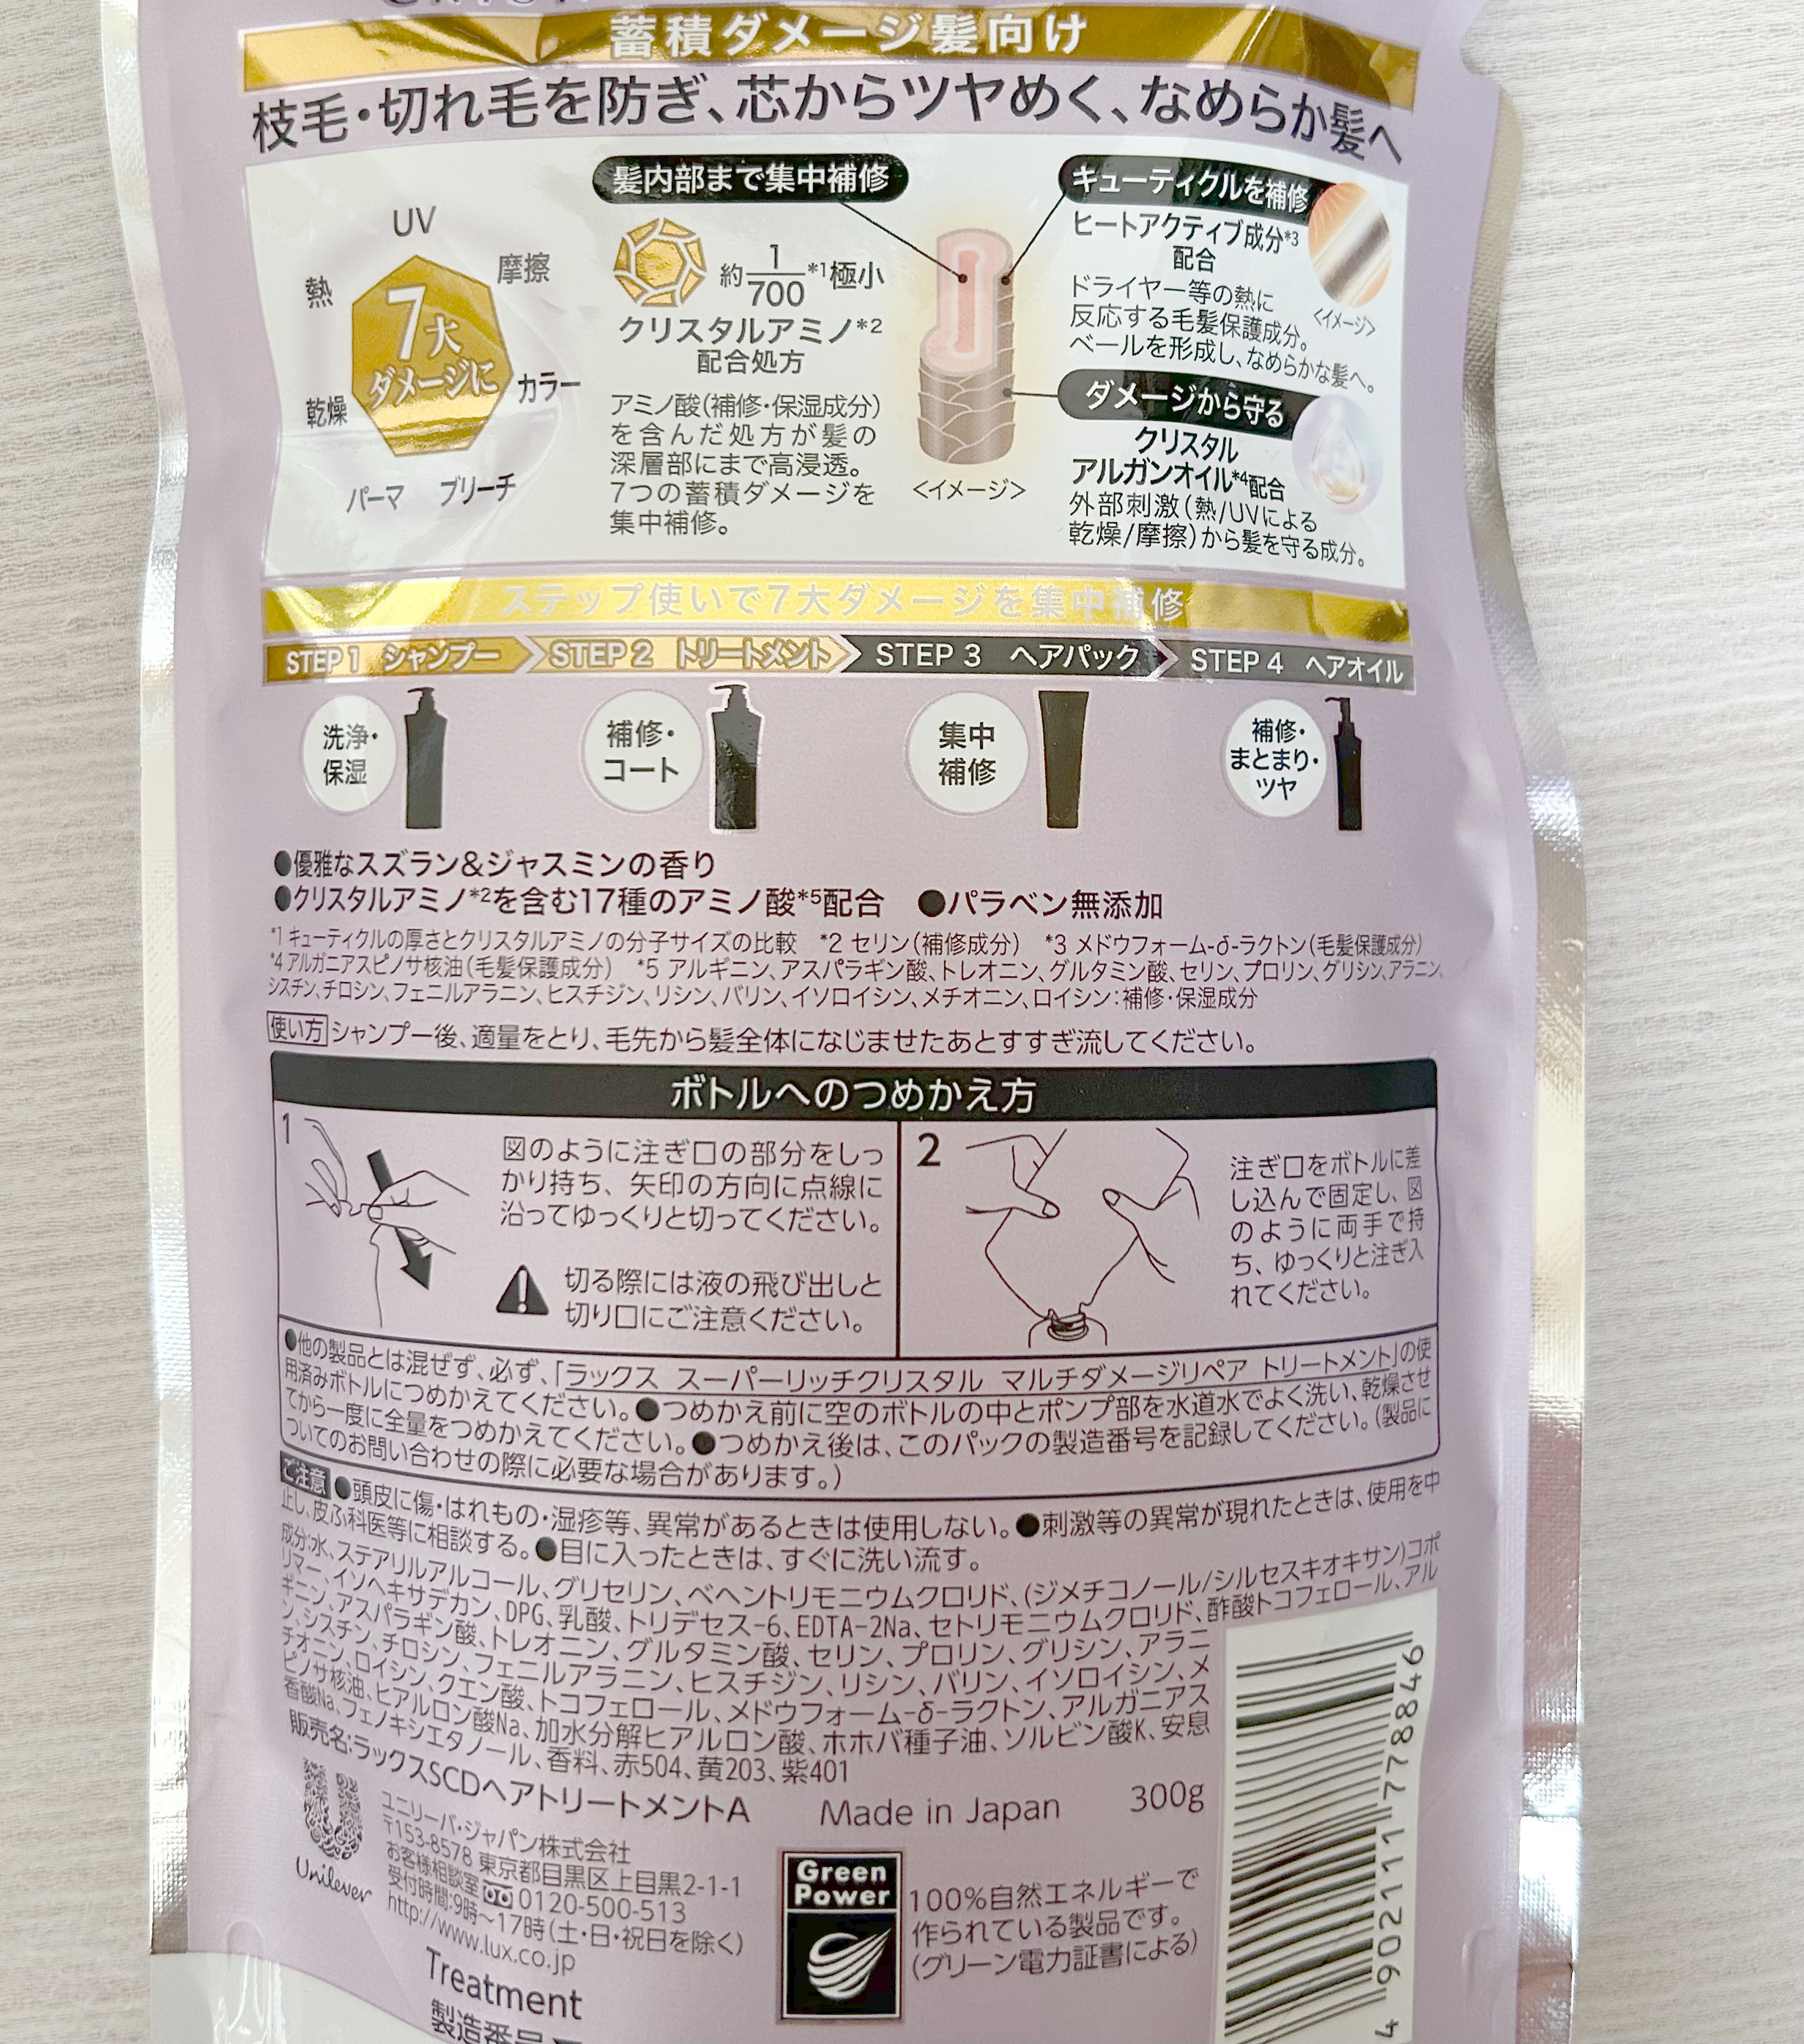 蓄積ダメージ髪向け
枝毛・切れ毛を防ぎ、芯からツヤめく、なめらか髪へ
UV
摩擦
熱
7大
ダメージに
カラー
乾燥
パーマ
ブリーチ
髪内部まで集中補修
約1/700*1極小
クリスタルアミノ*2
配合処方
アミノ酸(補修・保湿成分)
を含んだ処方が髪の
深層部にまで高浸透。
7つの蓄積ダメージを
集中補修。
<イメージ>
キューティクルを補修
ヒートアクティブ成分*3
配合
ドライヤー等の熱に
反応する毛髪保護成分。
ベールを形成し、なめらかな髪へ。
<イメージ>
ダメージから守る
クリスタル
アルガンオイル*4配合
外部刺激(熱/UVによる
乾燥/摩擦)から髪を守る成分。
ステップ使いで7大ダメージを集中補修
STEP 1 シャンプー
STEP 2 トリートメント
STEP 3 ヘアパック
STEP 4 ヘアオイル
洗浄・
保湿
補修・
コート
集中
補修
補修・
まとまり・
ツヤ
●優雅なスズラン&ジャスミンの香り
●クリスタルアミノ*2を含む17種のアミノ酸*5配合 ●パラベン無添加
*1 キューティクルの厚さとクリスタルアミノの分子サイズの比較 *2 セリン(補修成分) *3 メドウフォーム-δ-ラクトン(毛髪保護成分)
*4 アルガニアスピノサ核油(毛髪保護成分) *5 アルギニン、アスパラギン酸、トレオニン、グルタミン酸、セリン、プロリン、グリシン、アラニン、
シスチン、チロシン、フェニルアラニン、ヒスチジン、リシン、バリン、イソロイシン、メチオニン、ロイシン:補修・保湿成分
使い方 シャンプー後、適量をとり、毛先から髪全体になじませたあとすすぎ流してください。
ボトルへのつめかえ方
1
図のように注ぎ口の部分をしっ
かり持ち、矢印の方向に点線に
沿ってゆっくりと切ってください。
切る際には液の飛び出しと
切り口にご注意ください。
2
注ぎ口をボトルに差
し込んで固定し、図
のように両手で持
ち、ゆっくりと注ぎ入
れてください。
●他の製品とは混ぜず、必ず、「ラックス スーパーリッチクリスタル マルチダメージリペア トリートメント」の使
用済みボトルにつめかえてください。●つめかえ前に空のボトルの中とポンプ部を水道水でよく洗い、乾燥させ
てから一度に全量をつめかえてください。●つめかえ後は、このパックの製造番号を記録してください。(製品に
ついてのお問い合わせの際に必要な場合があります。)
ご注意 ●頭皮に傷・はれもの・湿疹等、異常があるときは使用しない。●刺激等の異常が現れたときは、使用を中
止し、皮ふ科医等に相談する。●目に入ったときは、すぐに洗い流す。
成分:水、ステアリルアルコール、グリセリン、ベヘントリモニウムクロリド、(ジメチコノール/シルセスキオキサン)コポ
リマー、イソヘキサデカン、DPG、乳酸、トリデセス-6、EDTA-2Na、セトリモニウムクロリド、酢酸トコフェロール、アル
ギニン、アスパラギン酸、トレオニン、グルタミン酸、セリン、プロリン、グリシン、アラニ
ン、シスチン、チロシン、フェニルアラニン、ヒスチジン、リシン、バリン、イソロイシン、メ
チオニン、ロイシン、クエン酸、トコフェロール、メドウフォーム-δ-ラクトン、アルガニアス
ピノサ核油、ヒアルロン酸Na、加水分解ヒアルロン酸、ホホバ種子油、ソルビン酸K、安息
香酸Na、フェノキシエタノール、香料、赤504、黄203、紫401
販売名:ラックスSCDヘアトリートメントA
Made in Japan
300g
Unilever
ユニリーバ・ジャパン株式会社
〒153-8578 東京都目黒区上目黒2-1-1
お客様相談室 0120-500-513
受付時間:9時~17時(土・日・祝日を除く)
http://www.lux.co.jp
Green
Power
100%自然エネルギーで
作られている製品です。
(グリーン電力証書による)
4 902111 778846
Treatment
製造番号